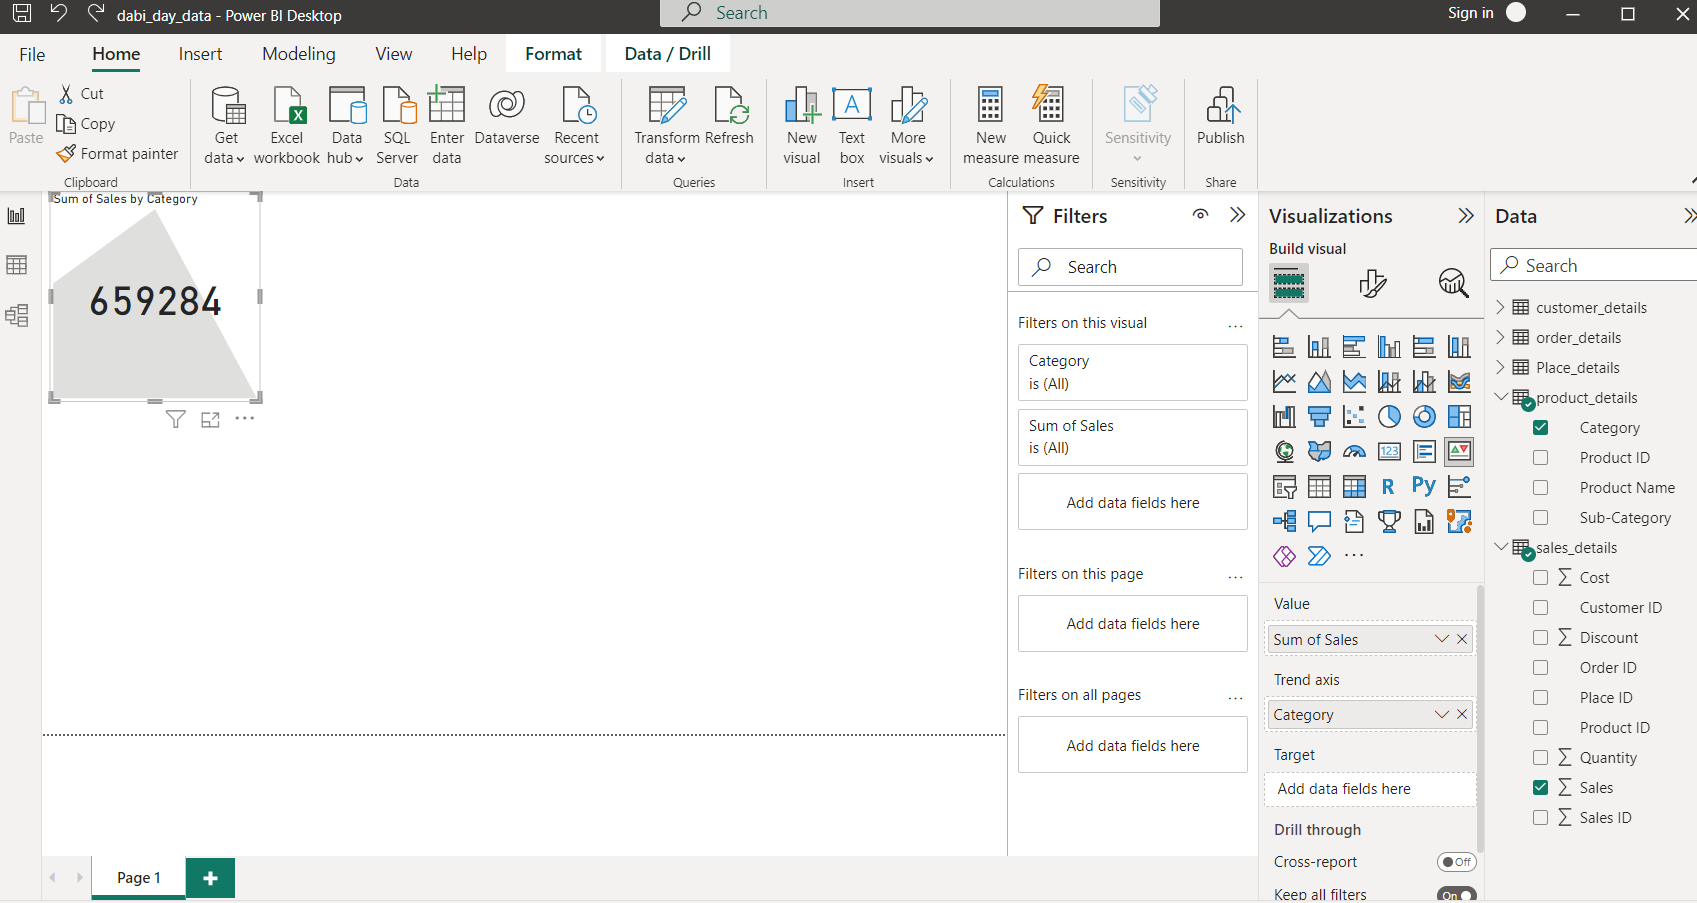 dabi_day_data - Power BI Desktop
Search
Sign in
File
Home
Insert
Modeling
View
Help
Format
Data / Drill
Paste
Cut
Copy
Format painter
Clipboard
Get data
Excel workbook
Data hub
SQL Server
Enter data
Dataverse
Recent sources
Data
Transform data
Refresh
Queries
New visual
Text box
More visuals
Insert
New measure
Quick measure
Calculations
Sensitivity
Sensitivity
Publish
Share
Sum of Sales by Category
659284
Filters
Search
Filters on this visual
...
Category
is (All)
Sum of Sales
is (All)
Add data fields here
Filters on this page
...
Add data fields here
Filters on all pages
...
Add data fields here
Visualizations
Build visual
123
R
Py
...
Value
Sum of Sales
Trend axis
Category
Target
Add data fields here
Drill through
Cross-report
Off
Keep all filters
On
Data
Search
customer_details
order_details
Place_details
product_details
Category
Product ID
Product Name
Sub-Category
sales_details
Σ Cost
Customer ID
Σ Discount
Order ID
Place ID
Product ID
Σ Quantity
Σ Sales
Σ Sales ID
Page 1
+